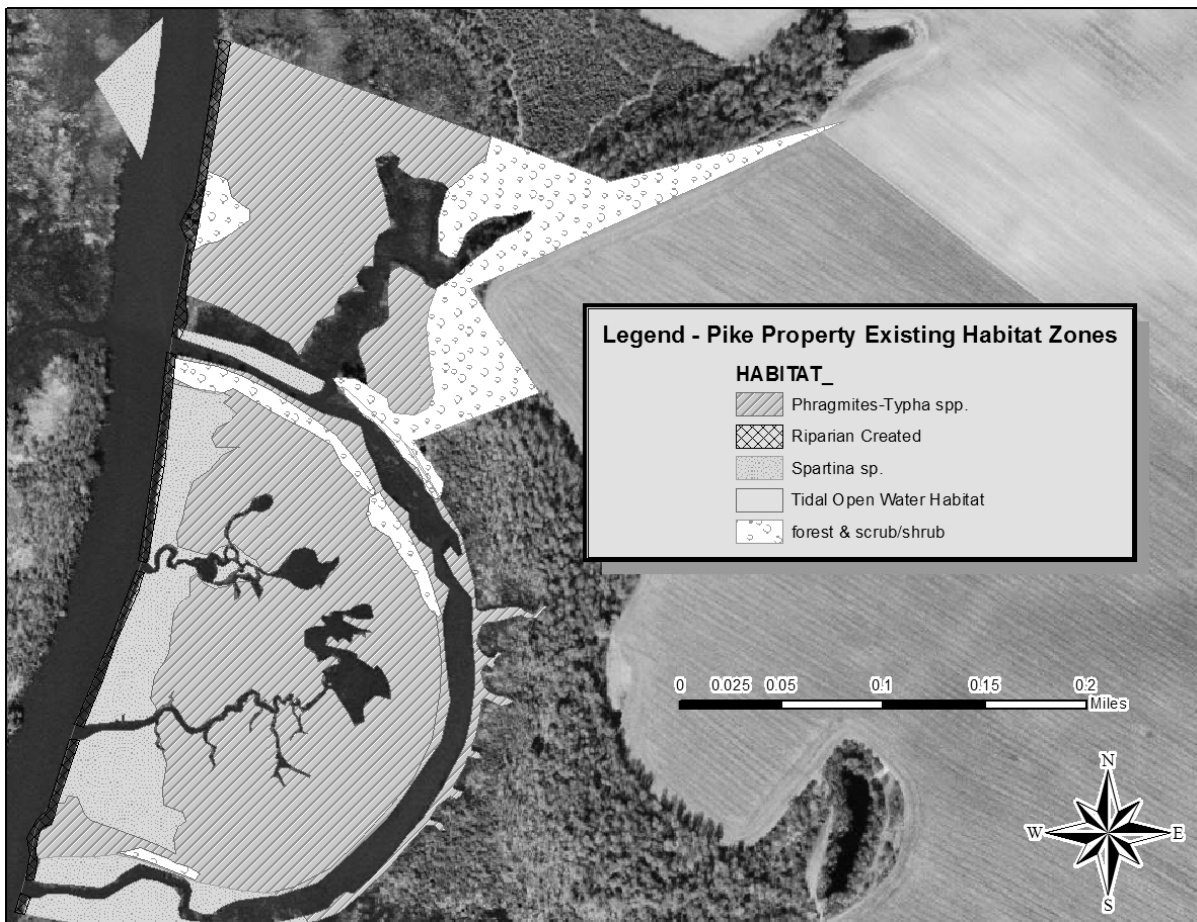 Legend - Pike Property Existing Habitat Zones
HABITAT_
Phragmites-Typha spp.
Riparian Created
Spartina sp.
Tidal Open Water Habitat
forest & scrub/shrub
0 0.025 0.05 0.1 0.15 0.2
Miles
N
W E
S